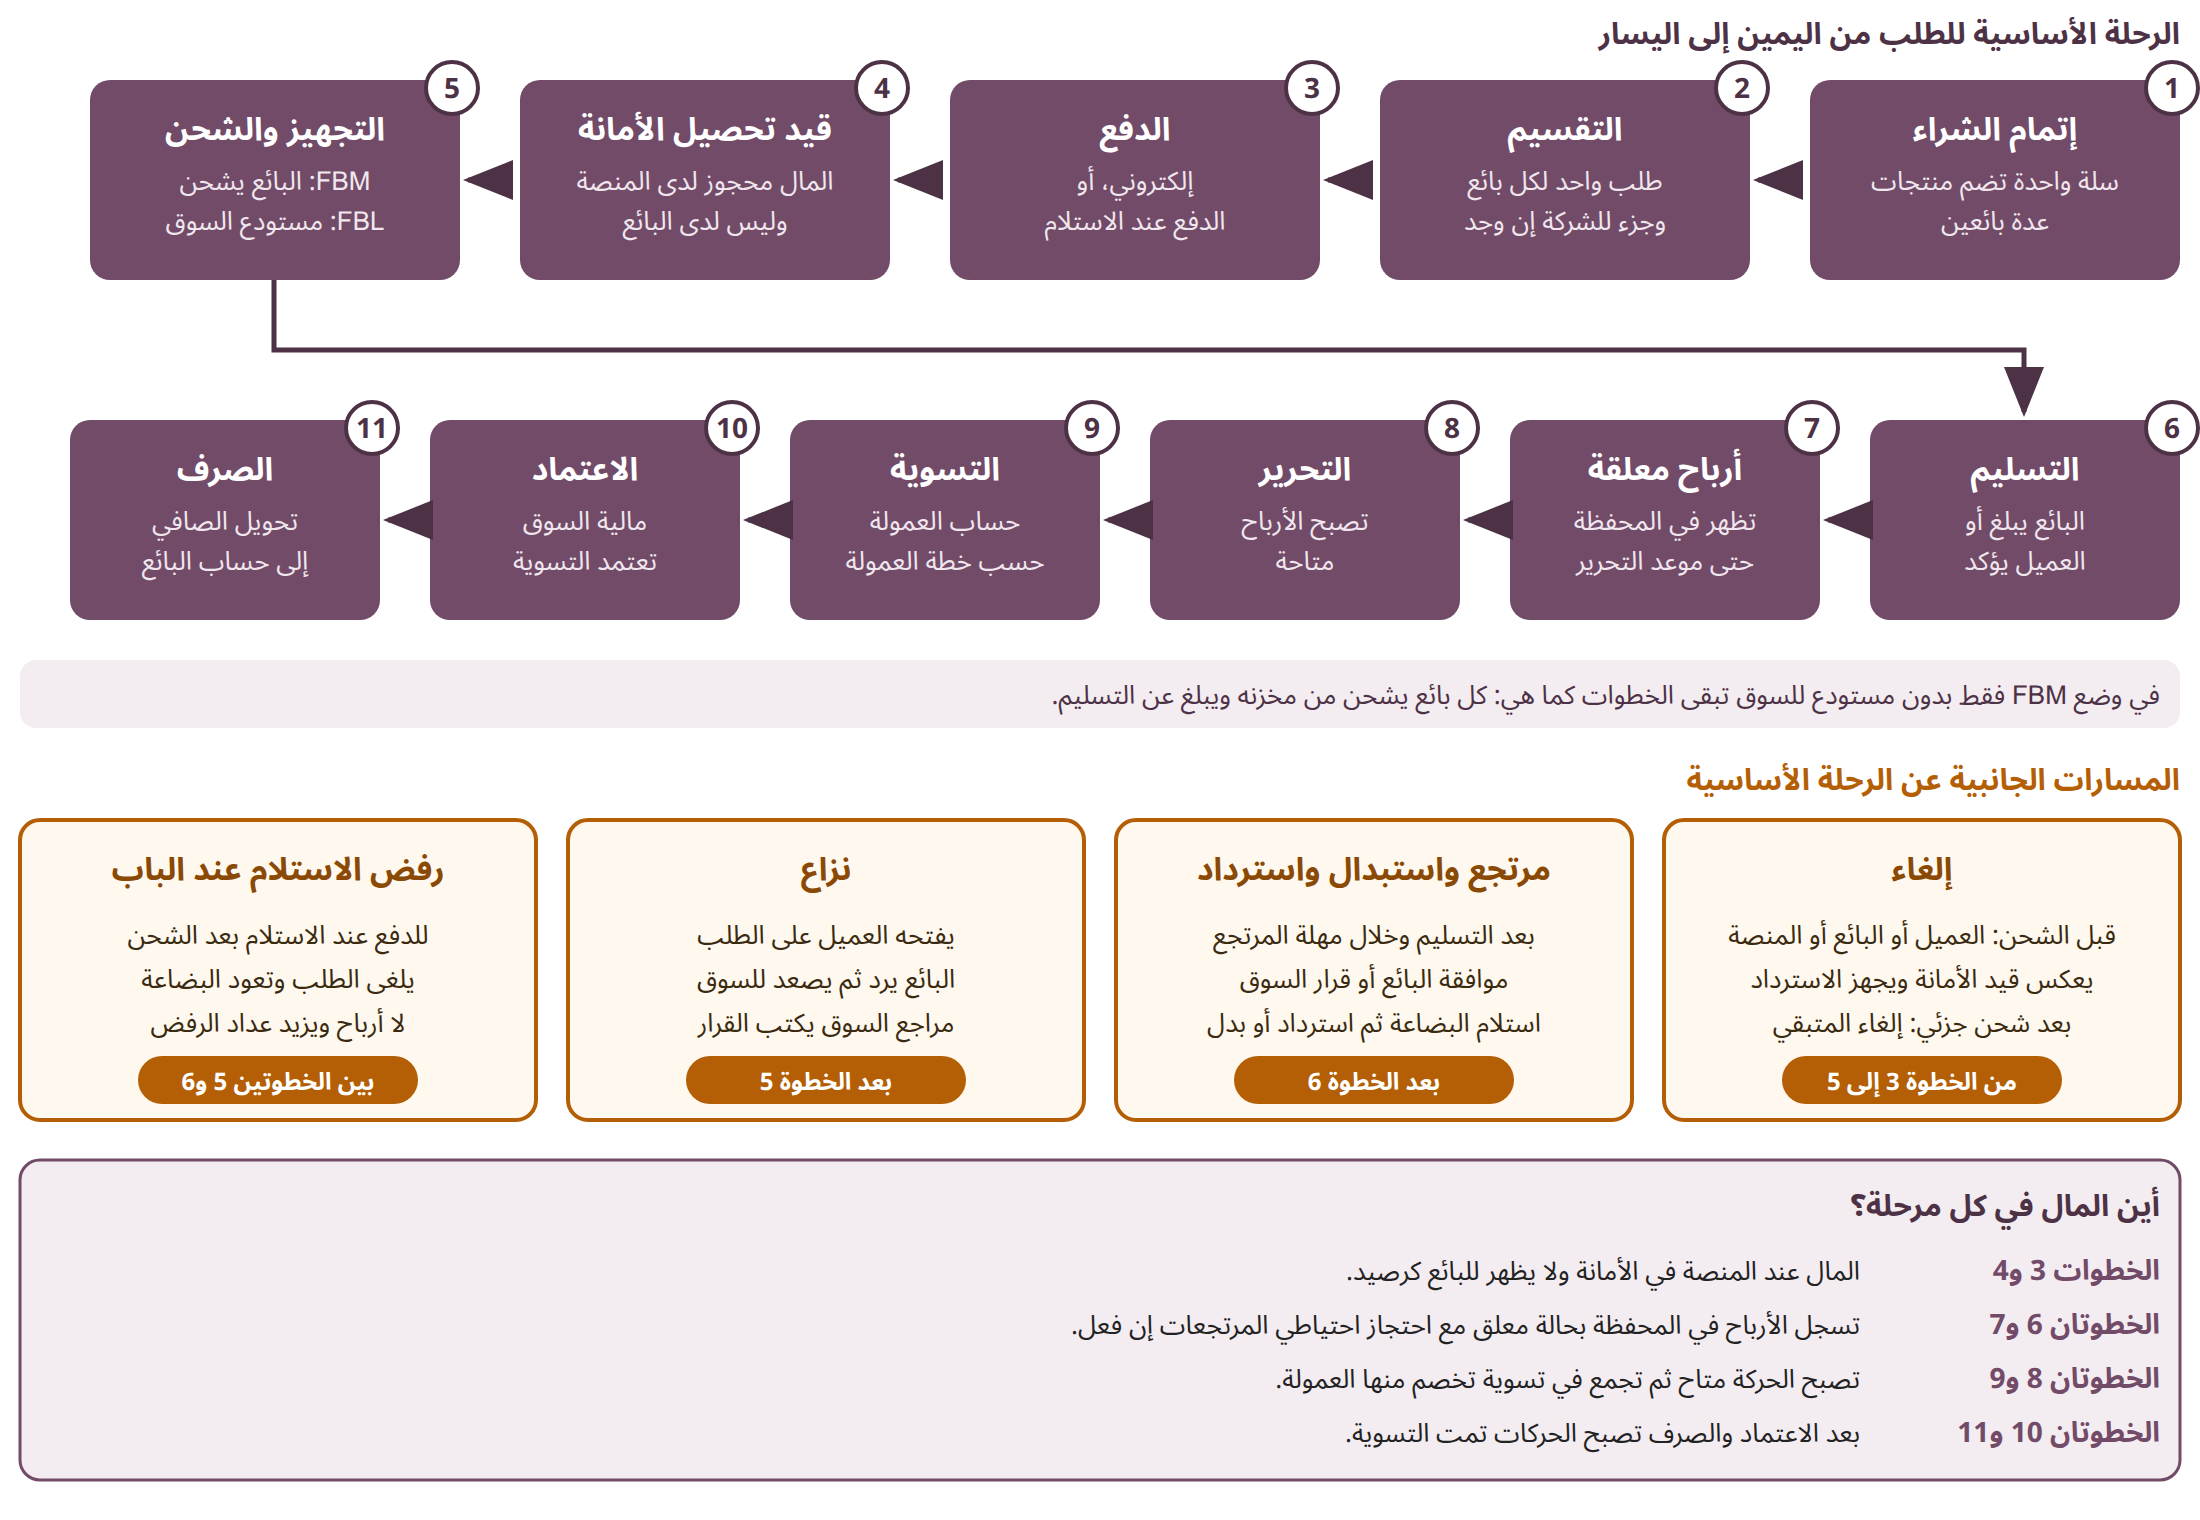 الرحلة الأساسية للطلب من اليمين إلى اليسار
1
إتمام الشراء
سلة واحدة تضم منتجات
عدة بائعين
2
التقسيم
طلب واحد لكل بائع
وجزء للشركة إن وجد
3
الدفع
إلكتروني، أو
الدفع عند الاستلام
4
قيد تحصيل الأمانة
المال محجوز لدى المنصة
وليس لدى البائع
5
التجهيز والشحن
FBM: البائع يشحن
FBL: مستودع السوق
6
التسليم
البائع يبلغ أو
العميل يؤكد
7
أرباح معلقة
تظهر في المحفظة
حتى موعد التحرير
8
التحرير
تصبح الأرباح
متاحة
9
التسوية
حساب العمولة
حسب خطة العمولة
10
الاعتماد
مالية السوق
تعتمد التسوية
11
الصرف
تحويل الصافي
إلى حساب البائع
في وضع FBM فقط بدون مستودع للسوق تبقى الخطوات كما هي: كل بائع يشحن من مخزنه ويبلغ عن التسليم.
المسارات الجانبية عن الرحلة الأساسية
إلغاء
قبل الشحن: العميل أو البائع أو المنصة
يعكس قيد الأمانة ويجهز الاسترداد
بعد شحن جزئي: إلغاء المتبقي
من الخطوة 3 إلى 5
مرتجع واستبدال واسترداد
بعد التسليم وخلال مهلة المرتجع
موافقة البائع أو قرار السوق
استلام البضاعة ثم استرداد أو بدل
بعد الخطوة 6
نزاع
يفتحه العميل على الطلب
البائع يرد ثم يصعد للسوق
مراجع السوق يكتب القرار
بعد الخطوة 5
رفض الاستلام عند الباب
للدفع عند الاستلام بعد الشحن
يلغى الطلب وتعود البضاعة
لا أرباح ويزيد عداد الرفض
بين الخطوتين 5 و6
أين المال في كل مرحلة؟
الخطوات 3 و4 المال عند المنصة في الأمانة ولا يظهر للبائع كرصيد.
الخطوتان 6 و7 تسجل الأرباح في المحفظة بحالة معلق مع احتجاز احتياطي المرتجعات إن فعل.
الخطوتان 8 و9 تصبح الحركة متاح ثم تجمع في تسوية تخصم منها العمولة.
الخطوتان 10 و11 بعد الاعتماد والصرف تصبح الحركات تمت التسوية.